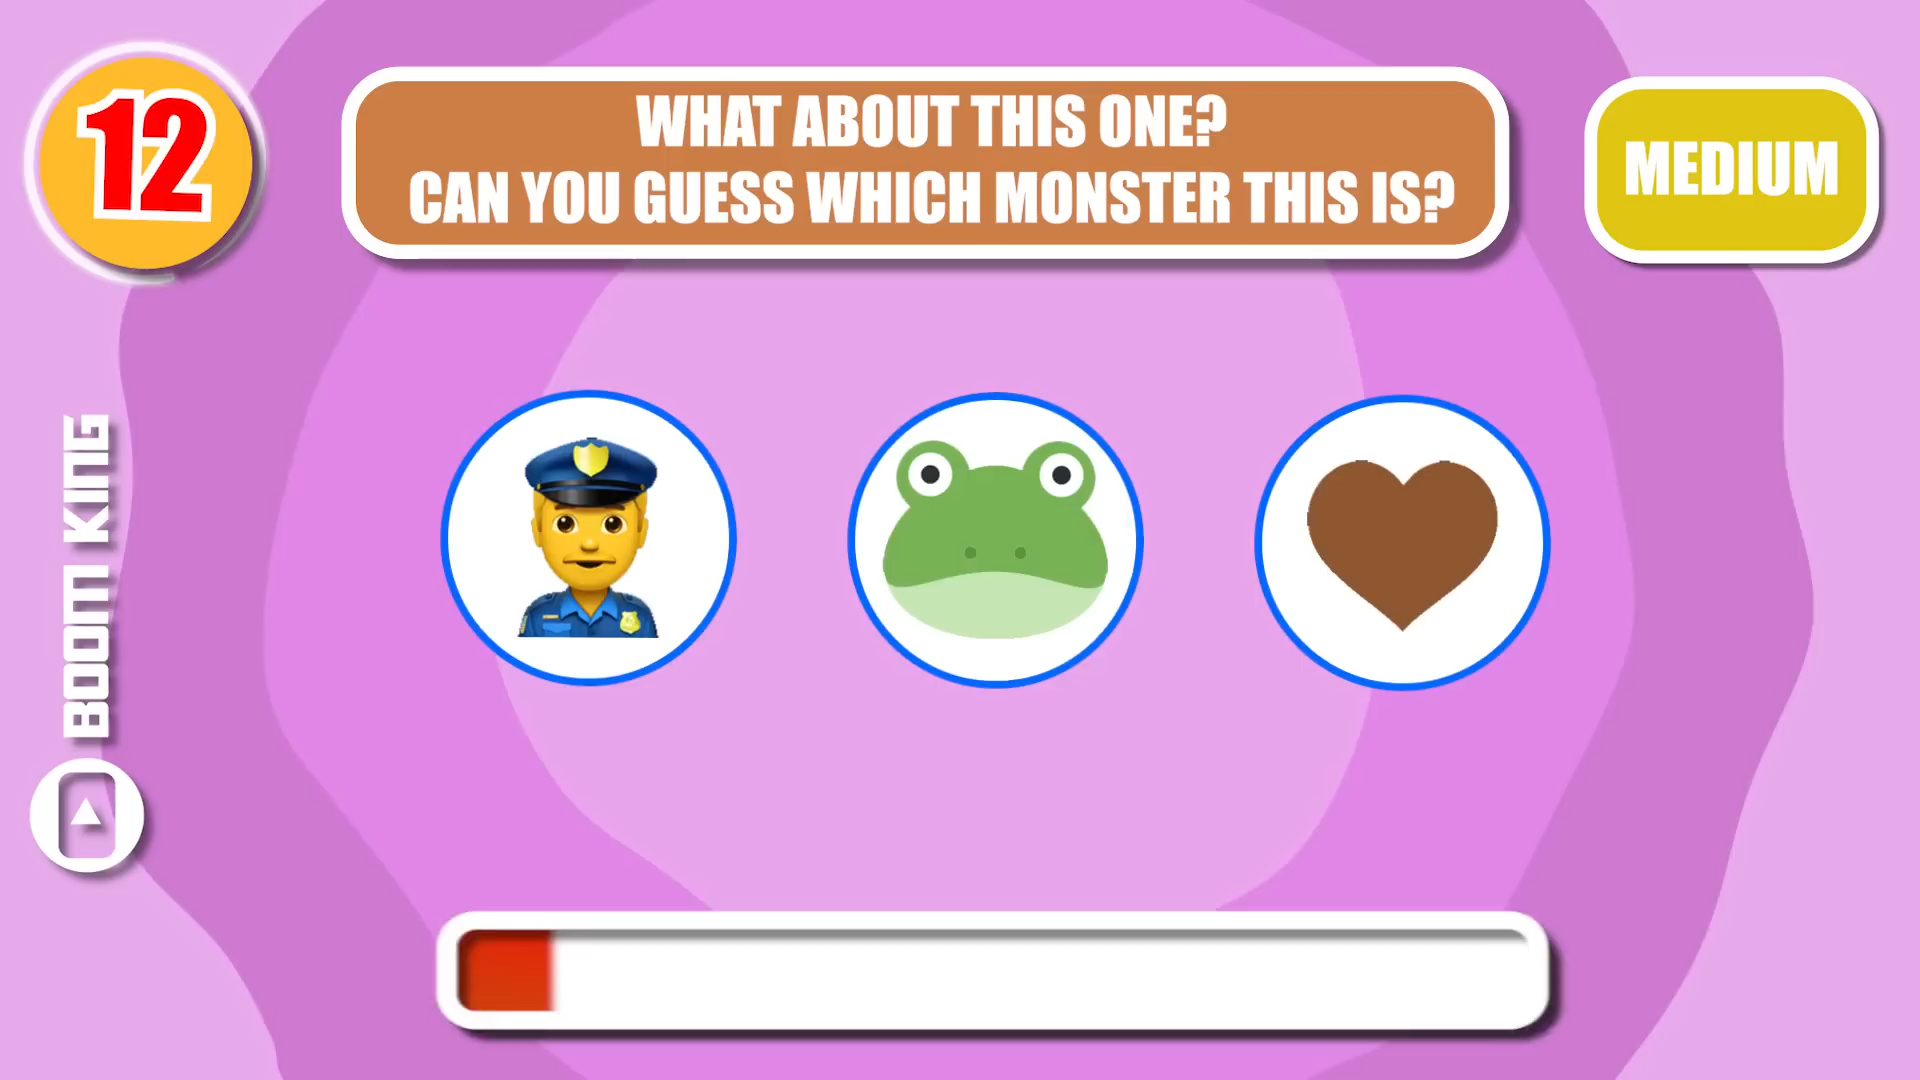 12
WHAT ABOUT THIS ONE?
CAN YOU GUESS WHICH MONSTER THIS IS?
MEDIUM
BOOM KING